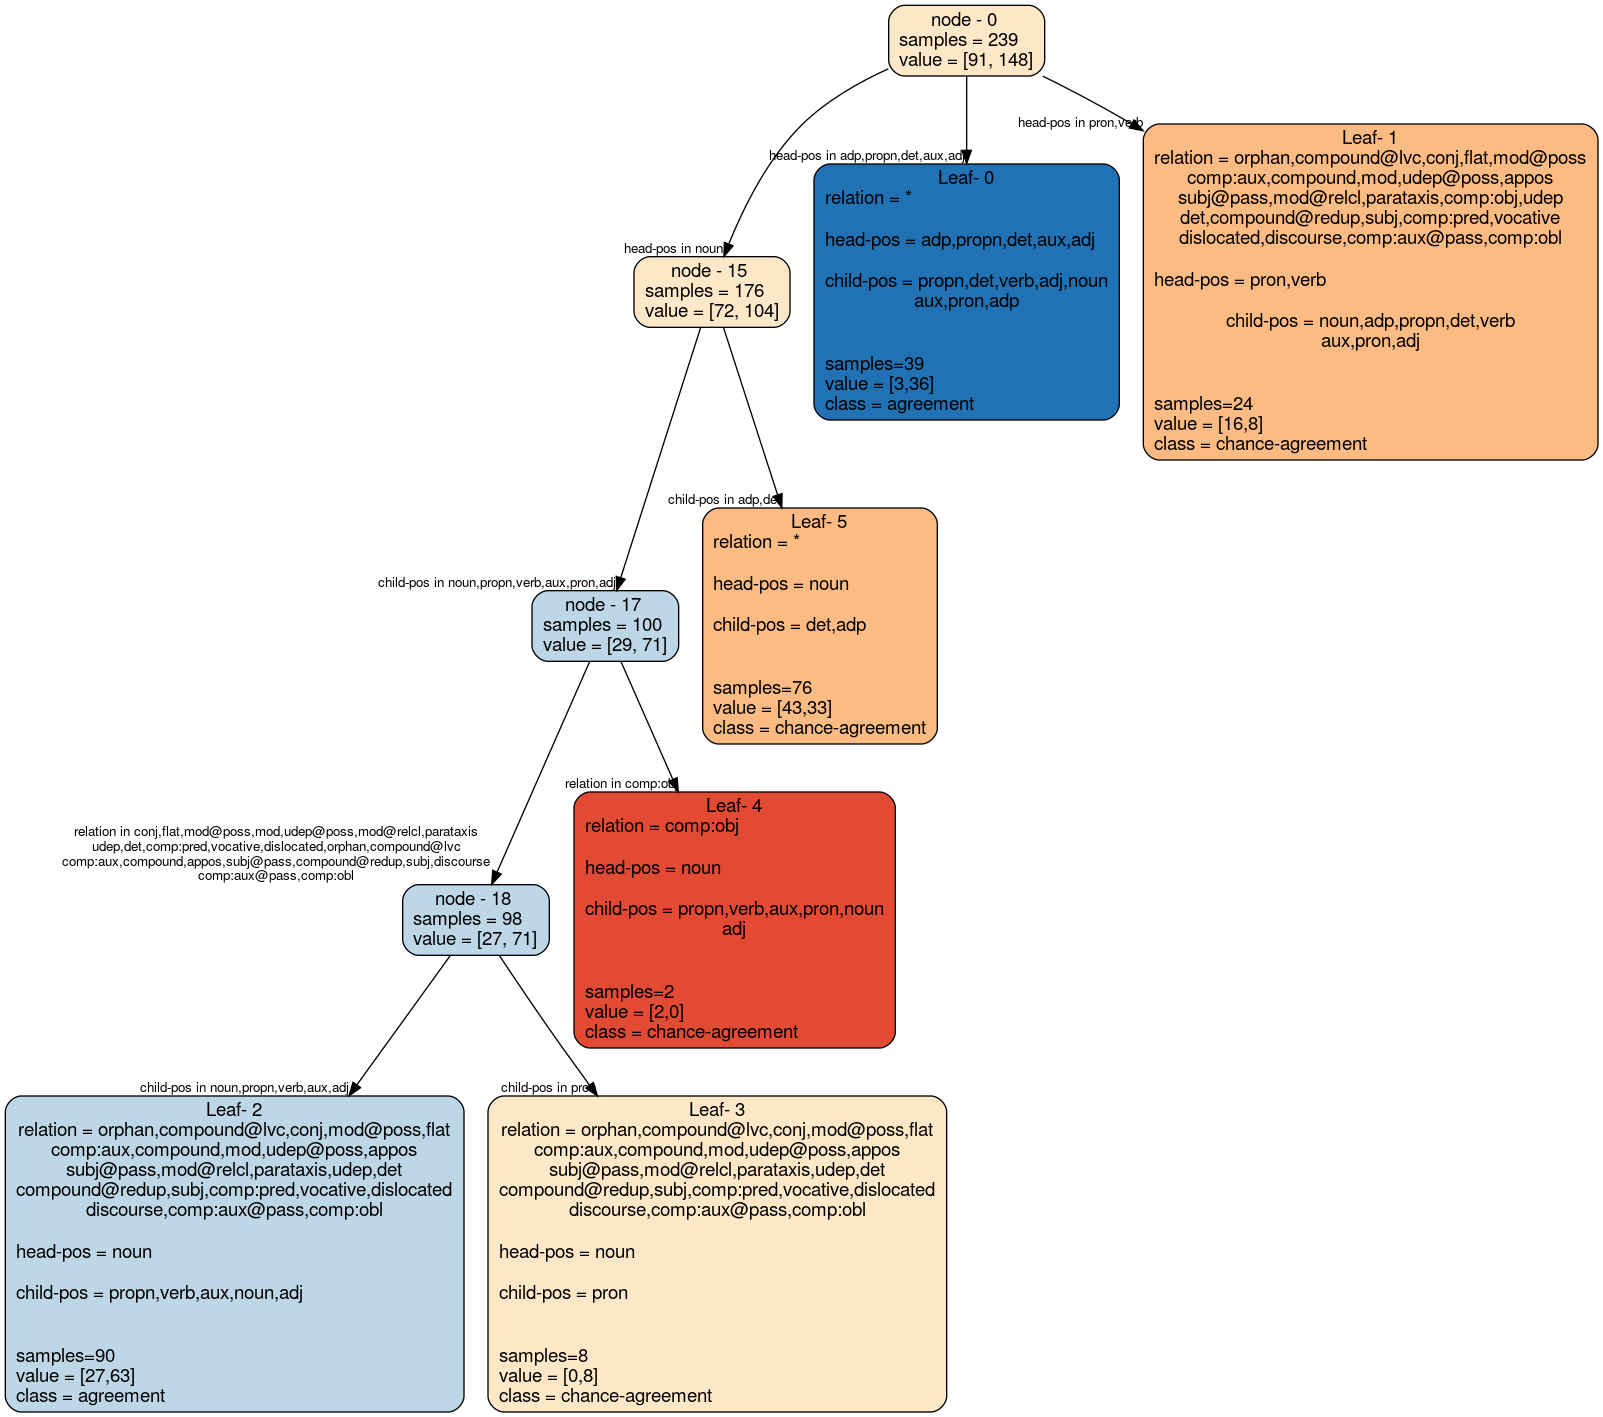 node - 0
samples = 239
value = [91, 148]
head-pos in pron,verb
head-pos in adp,propn,det,aux,adj
head-pos in noun
Leaf- 1
relation = orphan,compound@lvc,conj,flat,mod@poss
comp:aux,compound,mod,udep@poss,appos
subj@pass,mod@relcl,parataxis,comp:obj,udep
det,compound@redup,subj,comp:pred,vocative
dislocated,discourse,comp:aux@pass,comp:obl
head-pos = pron,verb
child-pos = noun,adp,propn,det,verb
aux,pron,adj
samples=24
value = [16,8]
class = chance-agreement
Leaf- 0
relation = *
head-pos = adp,propn,det,aux,adj
child-pos = propn,det,verb,adj,noun
aux,pron,adp
samples=39
value = [3,36]
class = agreement
node - 15
samples = 176
value = [72, 104]
child-pos in adp,det
child-pos in noun,propn,verb,aux,pron,adj
Leaf- 5
relation = *
head-pos = noun
child-pos = det,adp
samples=76
value = [43,33]
class = chance-agreement
node - 17
samples = 100
value = [29, 71]
relation in comp:obj
relation in conj,flat,mod@poss,mod,udep@poss,mod@relcl,parataxis
udep,det,comp:pred,vocative,dislocated,orphan,compound@lvc
comp:aux,compound,appos,subj@pass,compound@redup,subj,discourse
comp:aux@pass,comp:obl
Leaf- 4
relation = comp:obj
head-pos = noun
child-pos = propn,verb,aux,pron,noun
adj
samples=2
value = [2,0]
class = chance-agreement
node - 18
samples = 98
value = [27, 71]
child-pos in noun,propn,verb,aux,adj
child-pos in pron
Leaf- 2
relation = orphan,compound@lvc,conj,mod@poss,flat
comp:aux,compound,mod,udep@poss,appos
subj@pass,mod@relcl,parataxis,udep,det
compound@redup,subj,comp:pred,vocative,dislocated
discourse,comp:aux@pass,comp:obl
head-pos = noun
child-pos = propn,verb,aux,noun,adj
samples=90
value = [27,63]
class = agreement
Leaf- 3
relation = orphan,compound@lvc,conj,mod@poss,flat
comp:aux,compound,mod,udep@poss,appos
subj@pass,mod@relcl,parataxis,udep,det
compound@redup,subj,comp:pred,vocative,dislocated
discourse,comp:aux@pass,comp:obl
head-pos = noun
child-pos = pron
samples=8
value = [0,8]
class = chance-agreement